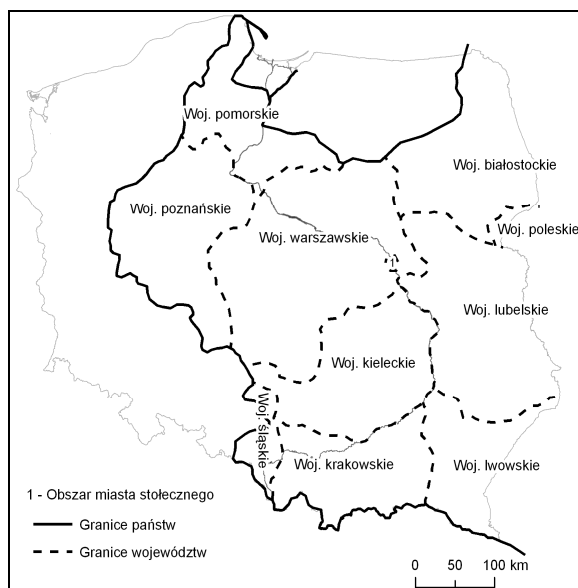 Woj. pomorskie
Woj. białostockie
Woj. poznańskie
Woj. poleskie
Woj. warszawskie
1
Woj. lubelskie
Woj. kieleckie
Woj. śląskie
Woj. krakowskie
Woj. lwowskie
1 - Obszar miasta stołecznego
Granice państw
Granice województw
0 50 100 km